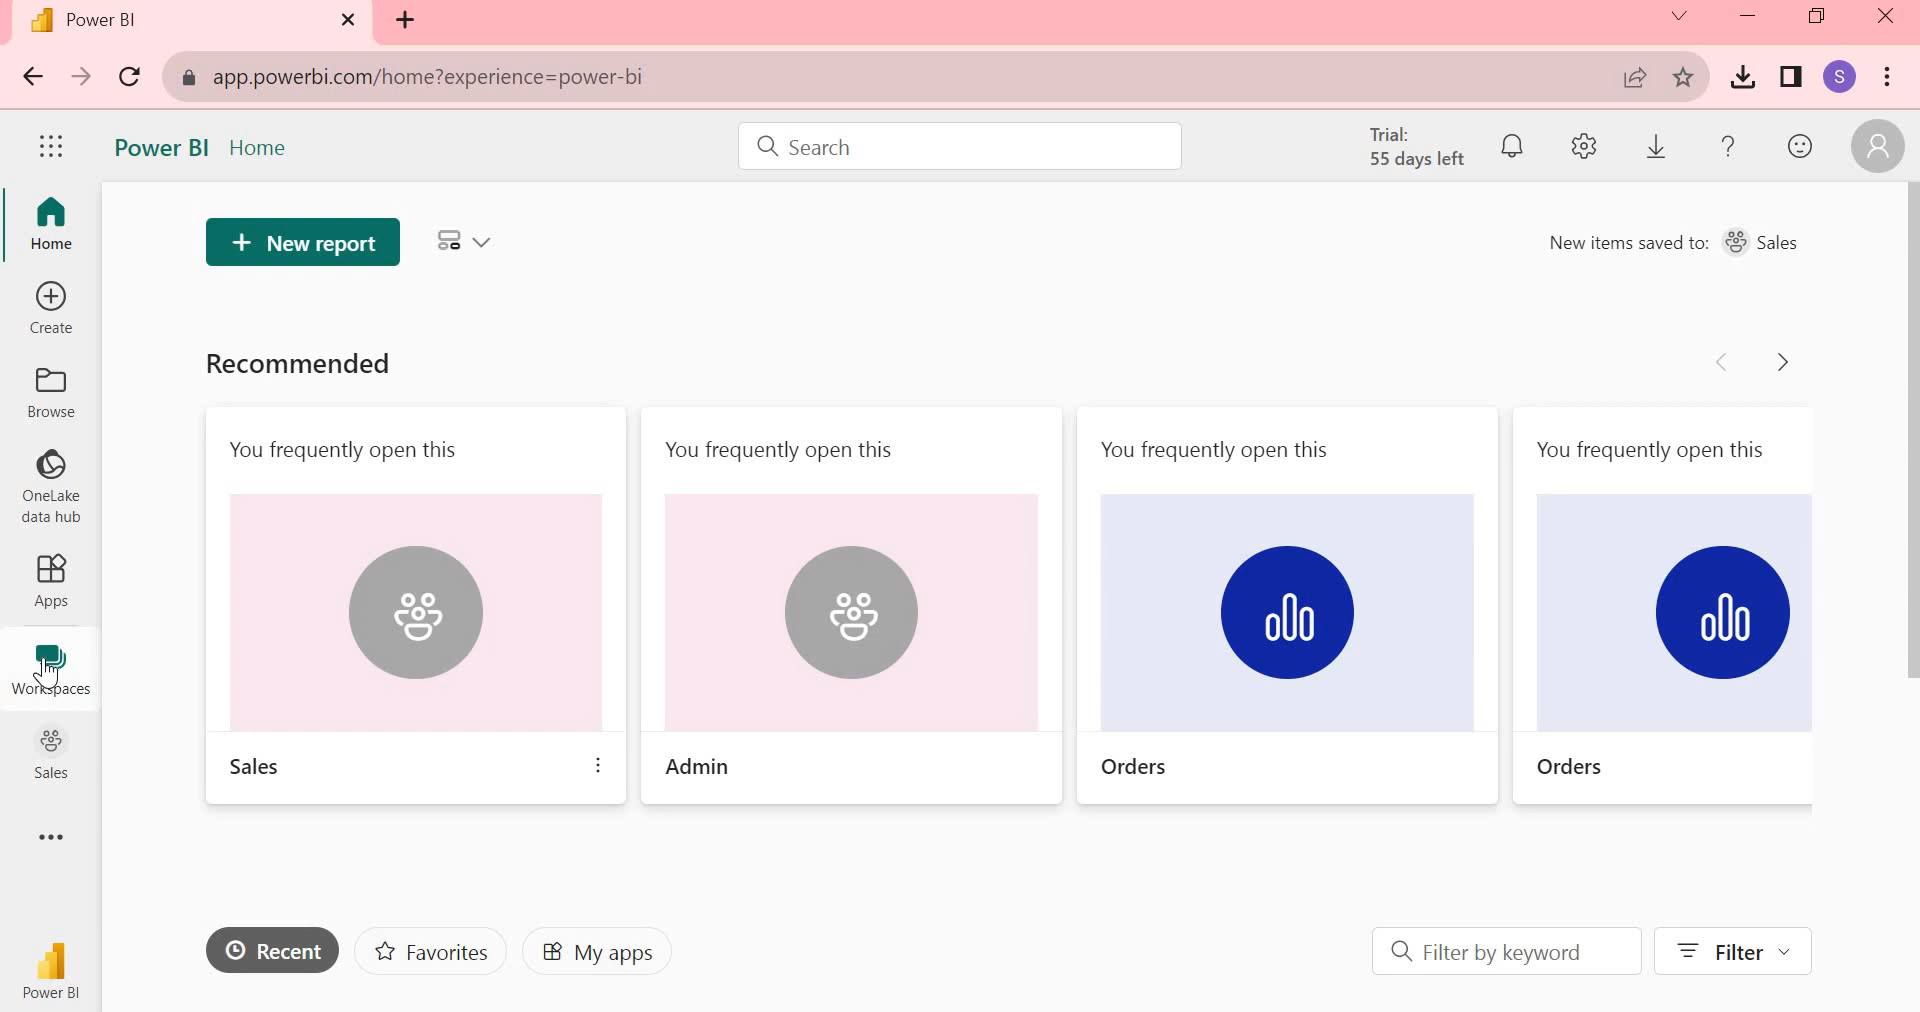 Power BI
app.powerbi.com/home?experience=power-bi
S
Power BI Home
Search
Trial:
55 days left
Home
New report
New items saved to: Sales
Create
Recommended
Browse
You frequently open this
You frequently open this
You frequently open this
You frequently open this
OneLake
data hub
Apps
Workspaces
Sales
Sales
Admin
Orders
Orders
Recent
Favorites
My apps
Filter by keyword
Filter
Power BI